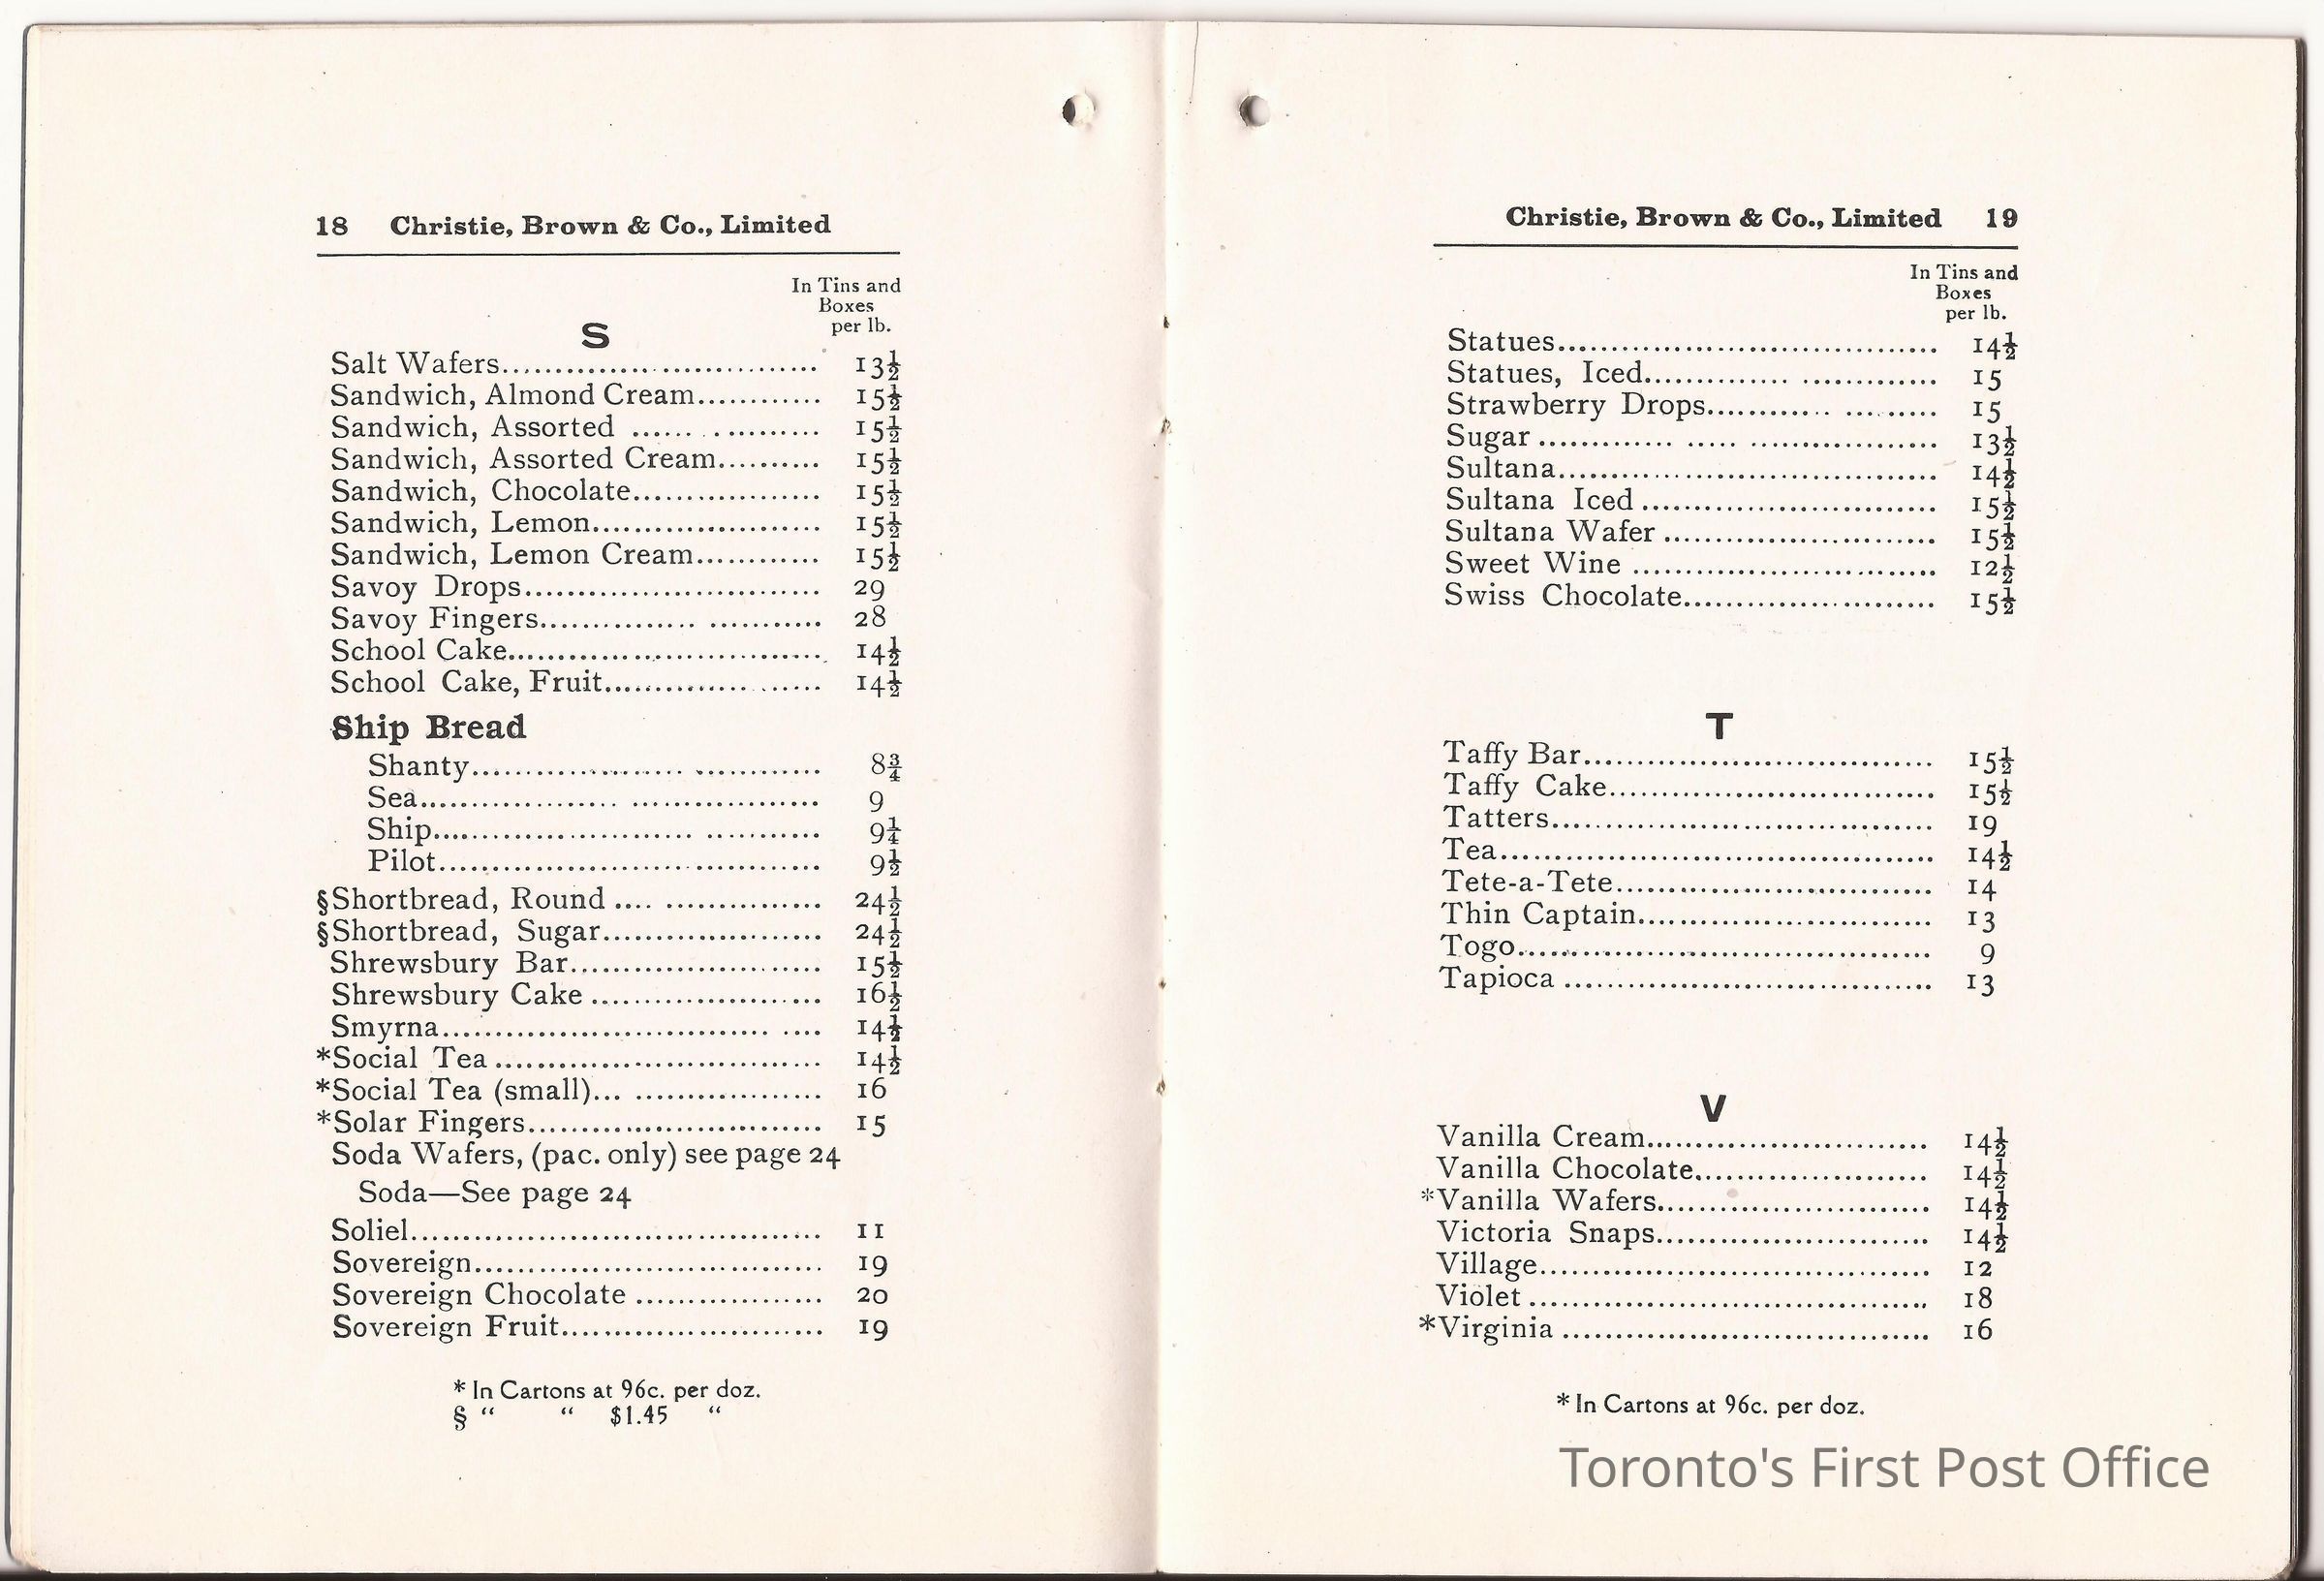 18 Christie, Brown & Co., Limited
In Tins and
Boxes
per lb.
S
Salt Wafers.............................. 13½
Sandwich, Almond Cream............ 15½
Sandwich, Assorted .................. 15½
Sandwich, Assorted Cream.......... 15½
Sandwich, Chocolate.................. 15½
Sandwich, Lemon...................... 15½
Sandwich, Lemon Cream............ 15½
Savoy Drops............................ 29
Savoy Fingers.......................... 28
School Cake.............................. 14½
School Cake, Fruit.................... 14½
Ship Bread
Shanty................................ 8¾
Sea.................................... 9
Ship.................................... 9¼
Pilot.................................... 9½
§Shortbread, Round .................... 24½
§Shortbread, Sugar..................... 24½
Shrewsbury Bar........................ 15½
Shrewsbury Cake ...................... 16½
Smyrna.................................... 14½
*Social Tea ............................... 14½
*Social Tea (small)...................... 16
*Solar Fingers............................ 15
Soda Wafers, (pac. only) see page 24
Soda—See page 24
Soliel....................................... 11
Sovereign................................. 19
Sovereign Chocolate .................. 20
Sovereign Fruit......................... 19
* In Cartons at 96c. per doz.
§ “ “ $1.45 “
Christie, Brown & Co., Limited 19
In Tins and
Boxes
per lb.
Statues.................................... 14½
Statues, Iced........................... 15
Strawberry Drops..................... 15
Sugar ..................................... 13½
Sultana.................................... 14½
Sultana Iced ............................ 15½
Sultana Wafer ......................... 15½
Sweet Wine ............................. 12½
Swiss Chocolate........................ 15½
T
Taffy Bar................................. 15½
Taffy Cake............................... 15½
Tatters.................................... 19
Tea......................................... 14½
Tete-a-Tete.............................. 14
Thin Captain............................ 13
Togo....................................... 9
Tapioca ................................... 13
V
Vanilla Cream.......................... 14½
Vanilla Chocolate...................... 14½
*Vanilla Wafers.......................... 14½
Victoria Snaps.......................... 14½
Village..................................... 12
Violet ...................................... 18
*Virginia ................................... 16
* In Cartons at 96c. per doz.
Toronto's First Post Office